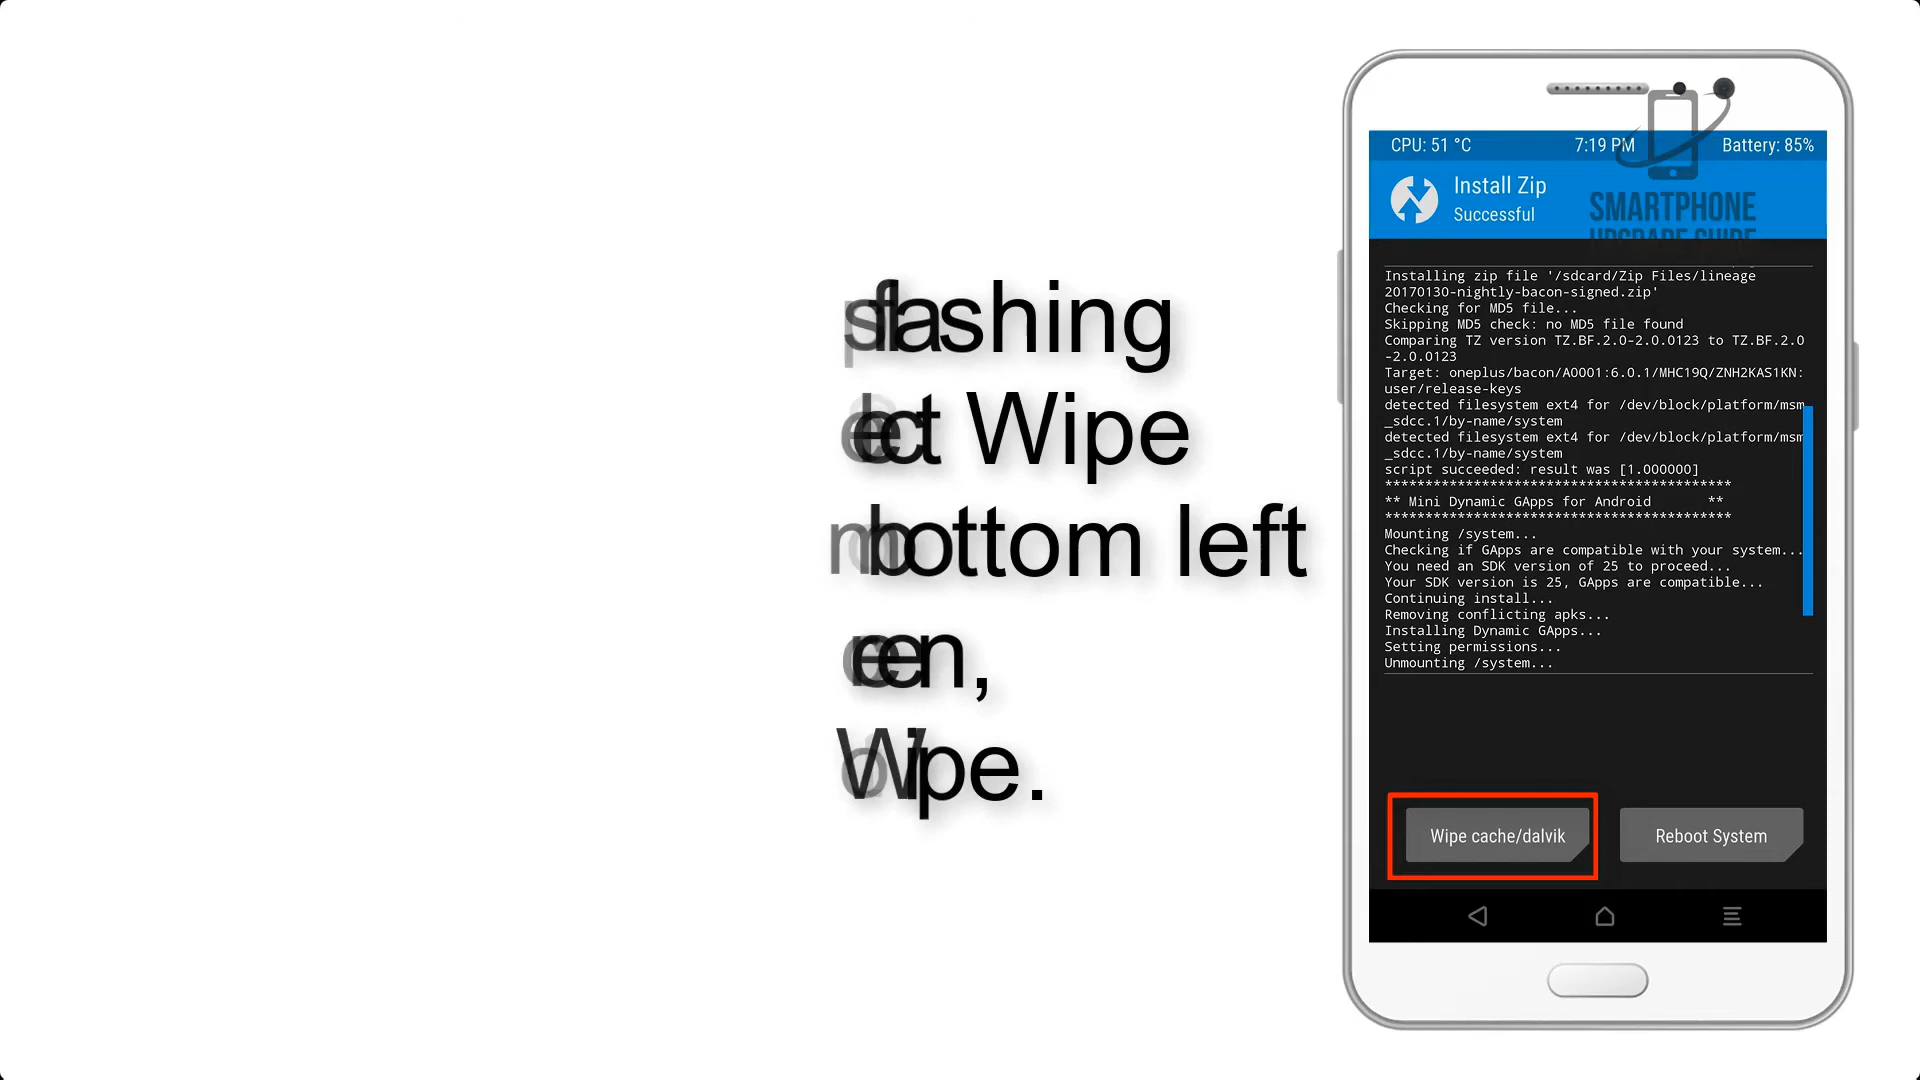 flashing
Wipe
bottom left
Wipe.
CPU: 51 °C
7:19 PM
Battery: 85%
Install Zip
Successful
SMARTPHONE
UPGRADE GUIDE
Installing zip file '/sdcard/Zip Files/lineage
20170130-nightly-bacon-signed.zip'
Checking for MD5 file...
Skipping MD5 check: no MD5 file found
Comparing TZ version TZ.BF.2.0-2.0.0123 to TZ.BF.2.0
-2.0.0123
Target: oneplus/bacon/A0001:6.0.1/MHC19Q/ZNH2KAS1KN:
user/release-keys
detected filesystem ext4 for /dev/block/platform/msm
_sdcc.1/by-name/system
detected filesystem ext4 for /dev/block/platform/msm
_sdcc.1/by-name/system
script succeeded: result was [1.000000]
*******************************************
** Mini Dynamic GApps for Android **
*******************************************
Mounting /system...
Checking if GApps are compatible with your system...
You need an SDK version of 25 to proceed...
Your SDK version is 25, GApps are compatible...
Continuing install...
Removing conflicting apks...
Installing Dynamic GApps...
Setting permissions...
Unmounting /system...
Wipe cache/dalvik
Reboot System